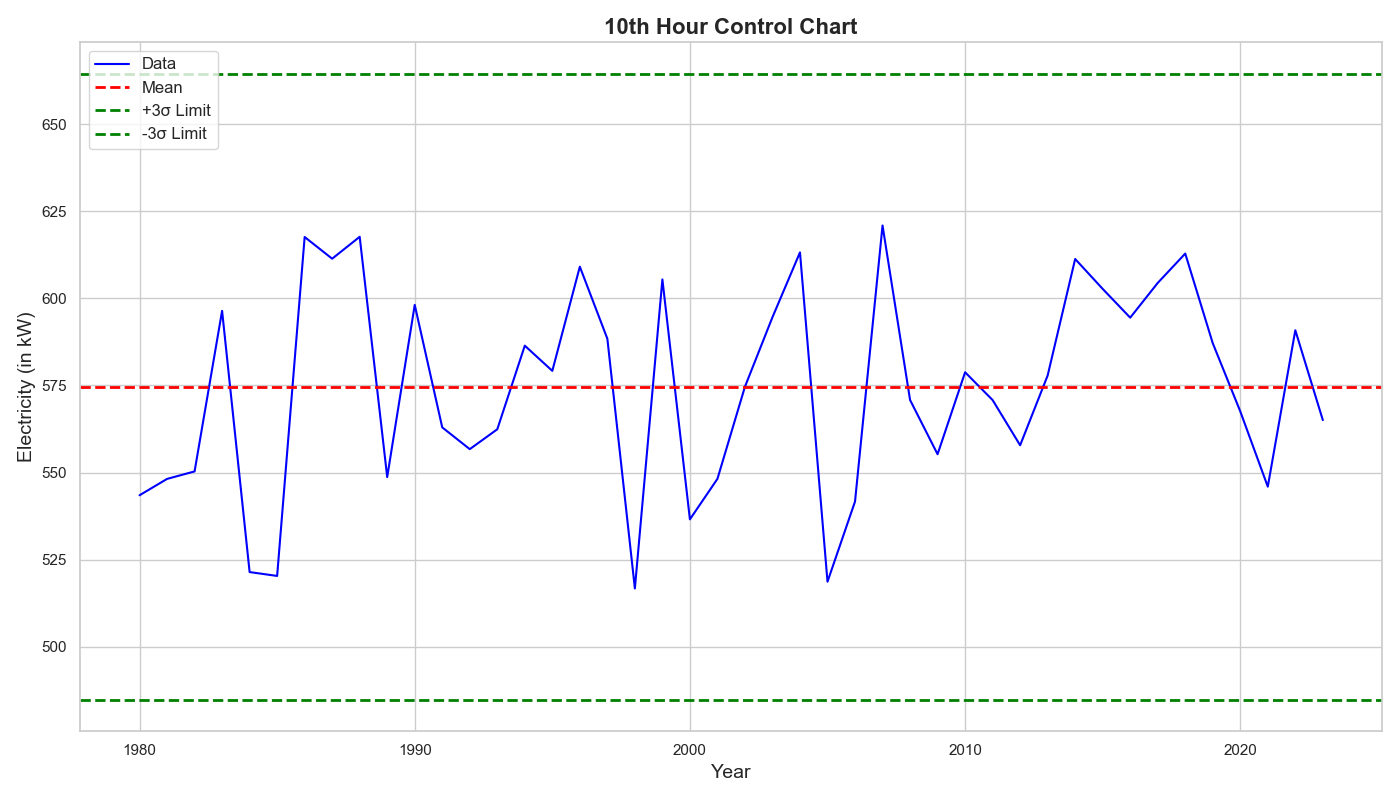 10th Hour Control Chart
Data
Mean
+3σ Limit
-3σ Limit
650
625
600
575
550
525
500
Electricity (in kW)
1980 1990 2000 2010 2020
Year